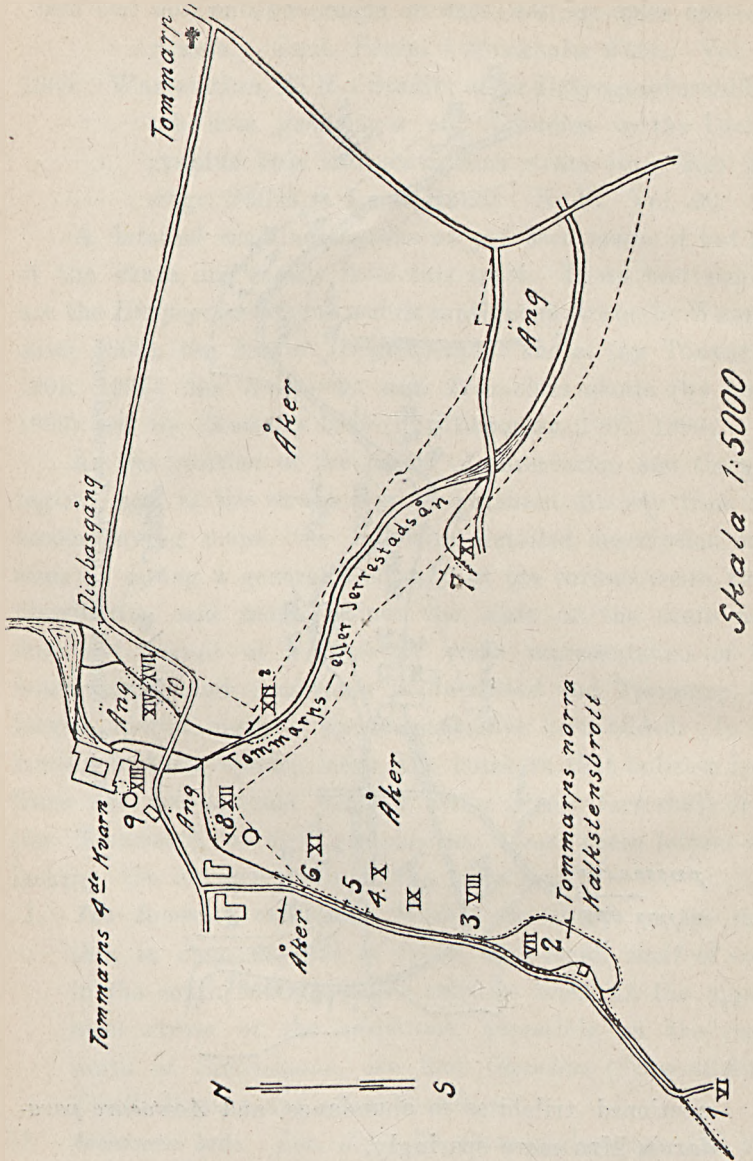 Tommarp
Diabasgång
Tommarps 4de Kvarn
Äng
XIV-XVII
10
XIII
9
Äng
8. XII
XII ?
Åker
Äng
Tommarps- eller Jerrestadsån
7. XI
Åker
6. XI
5
4. X
IX
3. VIII
Åker
VII
2
Tommarps norra
Kalkstensbrott
1. VI
N
S
Skala 1:5000